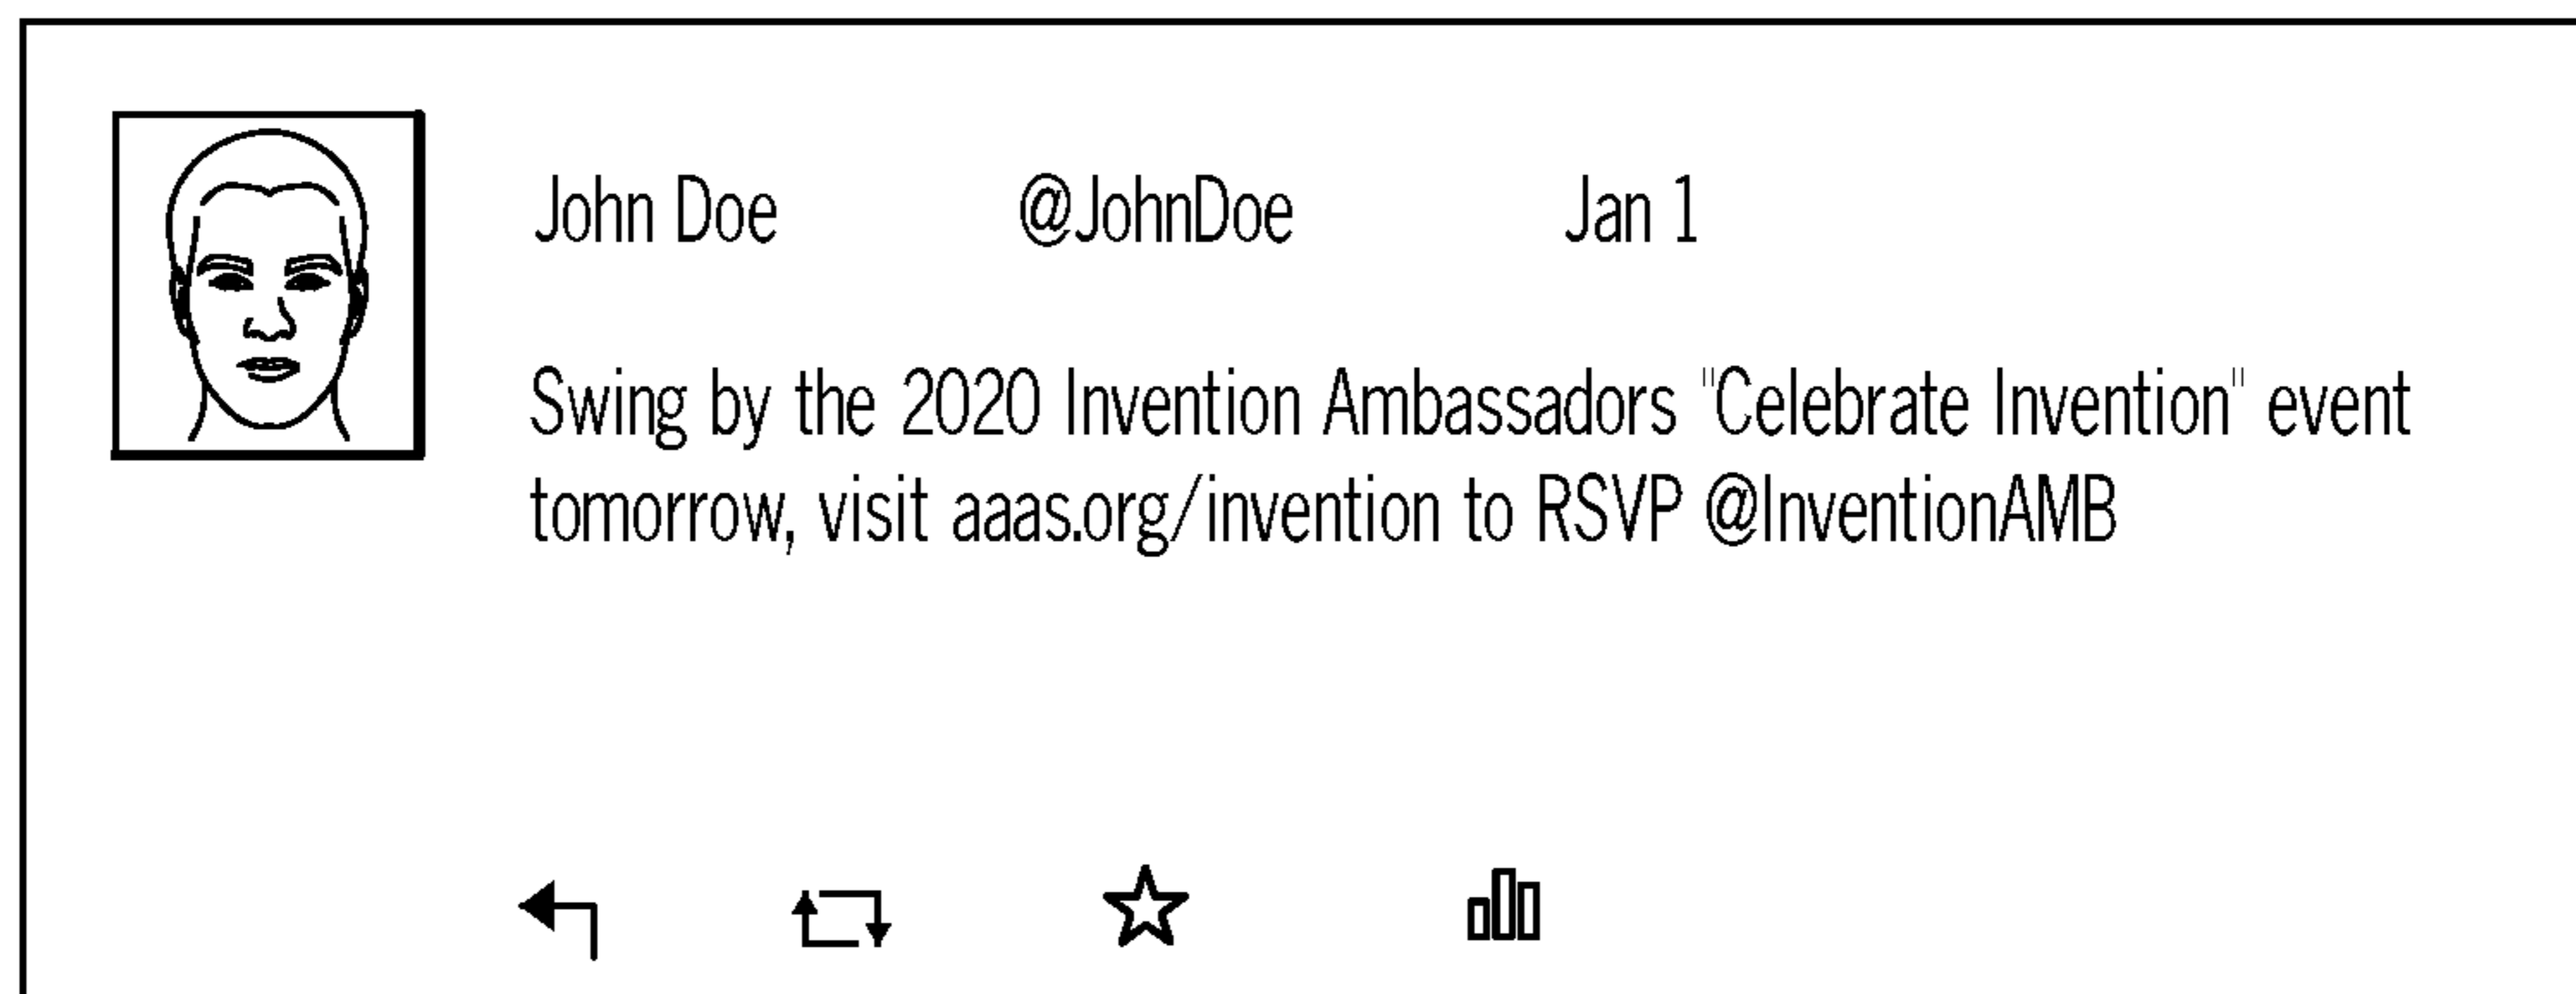 John Doe @JohnDoe Jan 1
Swing by the 2020 Invention Ambassadors "Celebrate Invention" event
tomorrow, visit aaas.org/invention to RSVP @InventionAMB